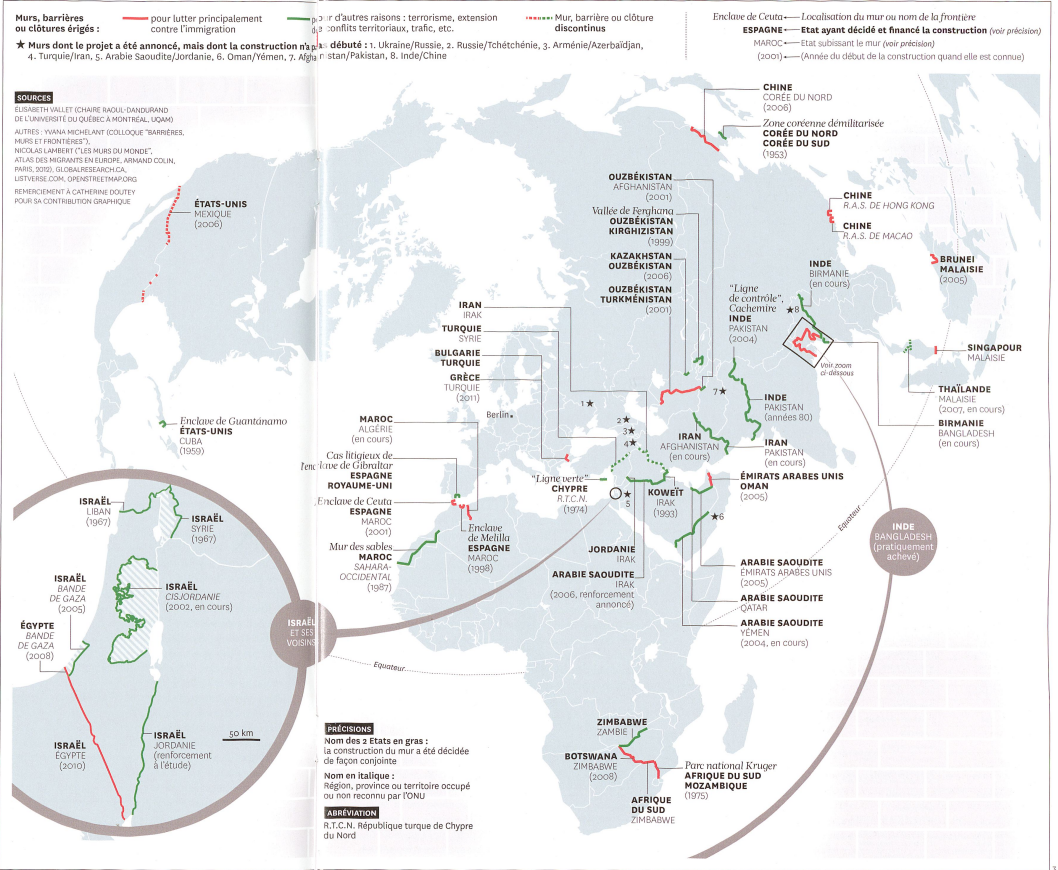 Murs, barrières
ou clôtures érigés :
pour lutter principalement
contre l'immigration
pour d'autres raisons : terrorisme, extension
de conflits territoriaux, trafic, etc.
Mur, barrière ou clôture
discontinus
★ Murs dont le projet a été annoncé, mais dont la construction n'a pas débuté : 1. Ukraine/Russie, 2. Russie/Tchétchénie, 3. Arménie/Azerbaïdjan,
4. Turquie/Iran, 5. Arabie Saoudite/Jordanie, 6. Oman/Yémen, 7. Afghanistan/Pakistan, 8. Inde/Chine
Enclave de Ceuta
Localisation du mur ou nom de la frontière
ESPAGNE
Etat ayant décidé et financé la construction (voir précision)
MAROC
Etat subissant le mur (voir précision)
(2001)
(Année du début de la construction quand elle est connue)
SOURCES
ÉLISABETH VALLET (CHAIRE RAOUL-DANDURAND
DE L'UNIVERSITÉ DU QUÉBEC À MONTRÉAL, UQAM)
AUTRES : YVANA MICHELANT (COLLOQUE "BARRIÈRES,
MURS ET FRONTIÈRES"),
NICOLAS LAMBERT ("LES MURS DU MONDE",
ATLAS DES MIGRANTS EN EUROPE, ARMAND COLIN,
PARIS, 2012), GLOBALRESEARCH.CA,
LISTVERSE.COM, OPENSTREETMAP.ORG
REMERCIEMENT À CATHERINE DOUTEY
POUR SA CONTRIBUTION GRAPHIQUE
ÉTATS-UNIS
MEXIQUE
(2006)
Enclave de Guantánamo
ÉTATS-UNIS
CUBA
(1959)
CHINE
CORÉE DU NORD
(2006)
Zone coréenne démilitarisée
CORÉE DU NORD
CORÉE DU SUD
(1953)
OUZBÉKISTAN
AFGHANISTAN
(2001)
Vallée de Ferghana
OUZBÉKISTAN
KIRGHIZISTAN
(1999)
KAZAKHSTAN
OUZBÉKISTAN
(2006)
OUZBÉKISTAN
TURKMÉNISTAN
(2001)
CHINE
R.A.S. DE HONG KONG
CHINE
R.A.S. DE MACAO
BRUNEI
MALAISIE
(2005)
INDE
BIRMANIE
(en cours)
"Ligne
de contrôle",
Cachemire
INDE
PAKISTAN
(2004)
★8
Voir zoom
ci-dessous
SINGAPOUR
MALAISIE
THAÏLANDE
MALAISIE
(2007, en cours)
BIRMANIE
BANGLADESH
(en cours)
IRAN
IRAK
TURQUIE
SYRIE
BULGARIE
TURQUIE
GRÈCE
TURQUIE
(2011)
Berlin
1★
2★
3★
4★
7★
INDE
PAKISTAN
(années 80)
IRAN
AFGHANISTAN
(en cours)
IRAN
PAKISTAN
(en cours)
MAROC
ALGÉRIE
(en cours)
Cas litigieux de
l'enclave de Gibraltar
ESPAGNE
ROYAUME-UNI
Enclave de Ceuta
ESPAGNE
MAROC
(2001)
Enclave
de Melilla
ESPAGNE
MAROC
(1998)
Mur des sables
MAROC
SAHARA-
OCCIDENTAL
(1987)
"Ligne verte"
CHYPRE
R.T.C.N.
(1974)
★
5
KOWEÏT
IRAK
(1993)
ÉMIRATS ARABES UNIS
OMAN
(2005)
★6
JORDANIE
IRAK
ARABIE SAOUDITE
IRAK
(2006, renforcement
annoncé)
ARABIE SAOUDITE
ÉMIRATS ARABES UNIS
(2005)
ARABIE SAOUDITE
QATAR
ARABIE SAOUDITE
YÉMEN
(2004, en cours)
Equateur
INDE
BANGLADESH
(pratiquement
achevé)
ISRAËL
LIBAN
(1967)
ISRAËL
SYRIE
(1967)
ISRAËL
BANDE
DE GAZA
(2005)
ISRAËL
CISJORDANIE
(2002, en cours)
ÉGYPTE
BANDE
DE GAZA
(2008)
ISRAËL
ÉGYPTE
(2010)
ISRAËL
JORDANIE
(renforcement
à l'étude)
50 km
ISRAËL
ET SES
VOISINS
Equateur
PRÉCISIONS
Nom des 2 Etats en gras :
la construction du mur a été décidée
de façon conjointe
Nom en italique :
Région, province ou territoire occupé
ou non reconnu par l'ONU
ABRÉVIATION
R.T.C.N. République turque de Chypre
du Nord
ZIMBABWE
ZAMBIE
BOTSWANA
ZIMBABWE
(2008)
Parc national Kruger
AFRIQUE DU SUD
MOZAMBIQUE
(1975)
AFRIQUE
DU SUD
ZIMBABWE